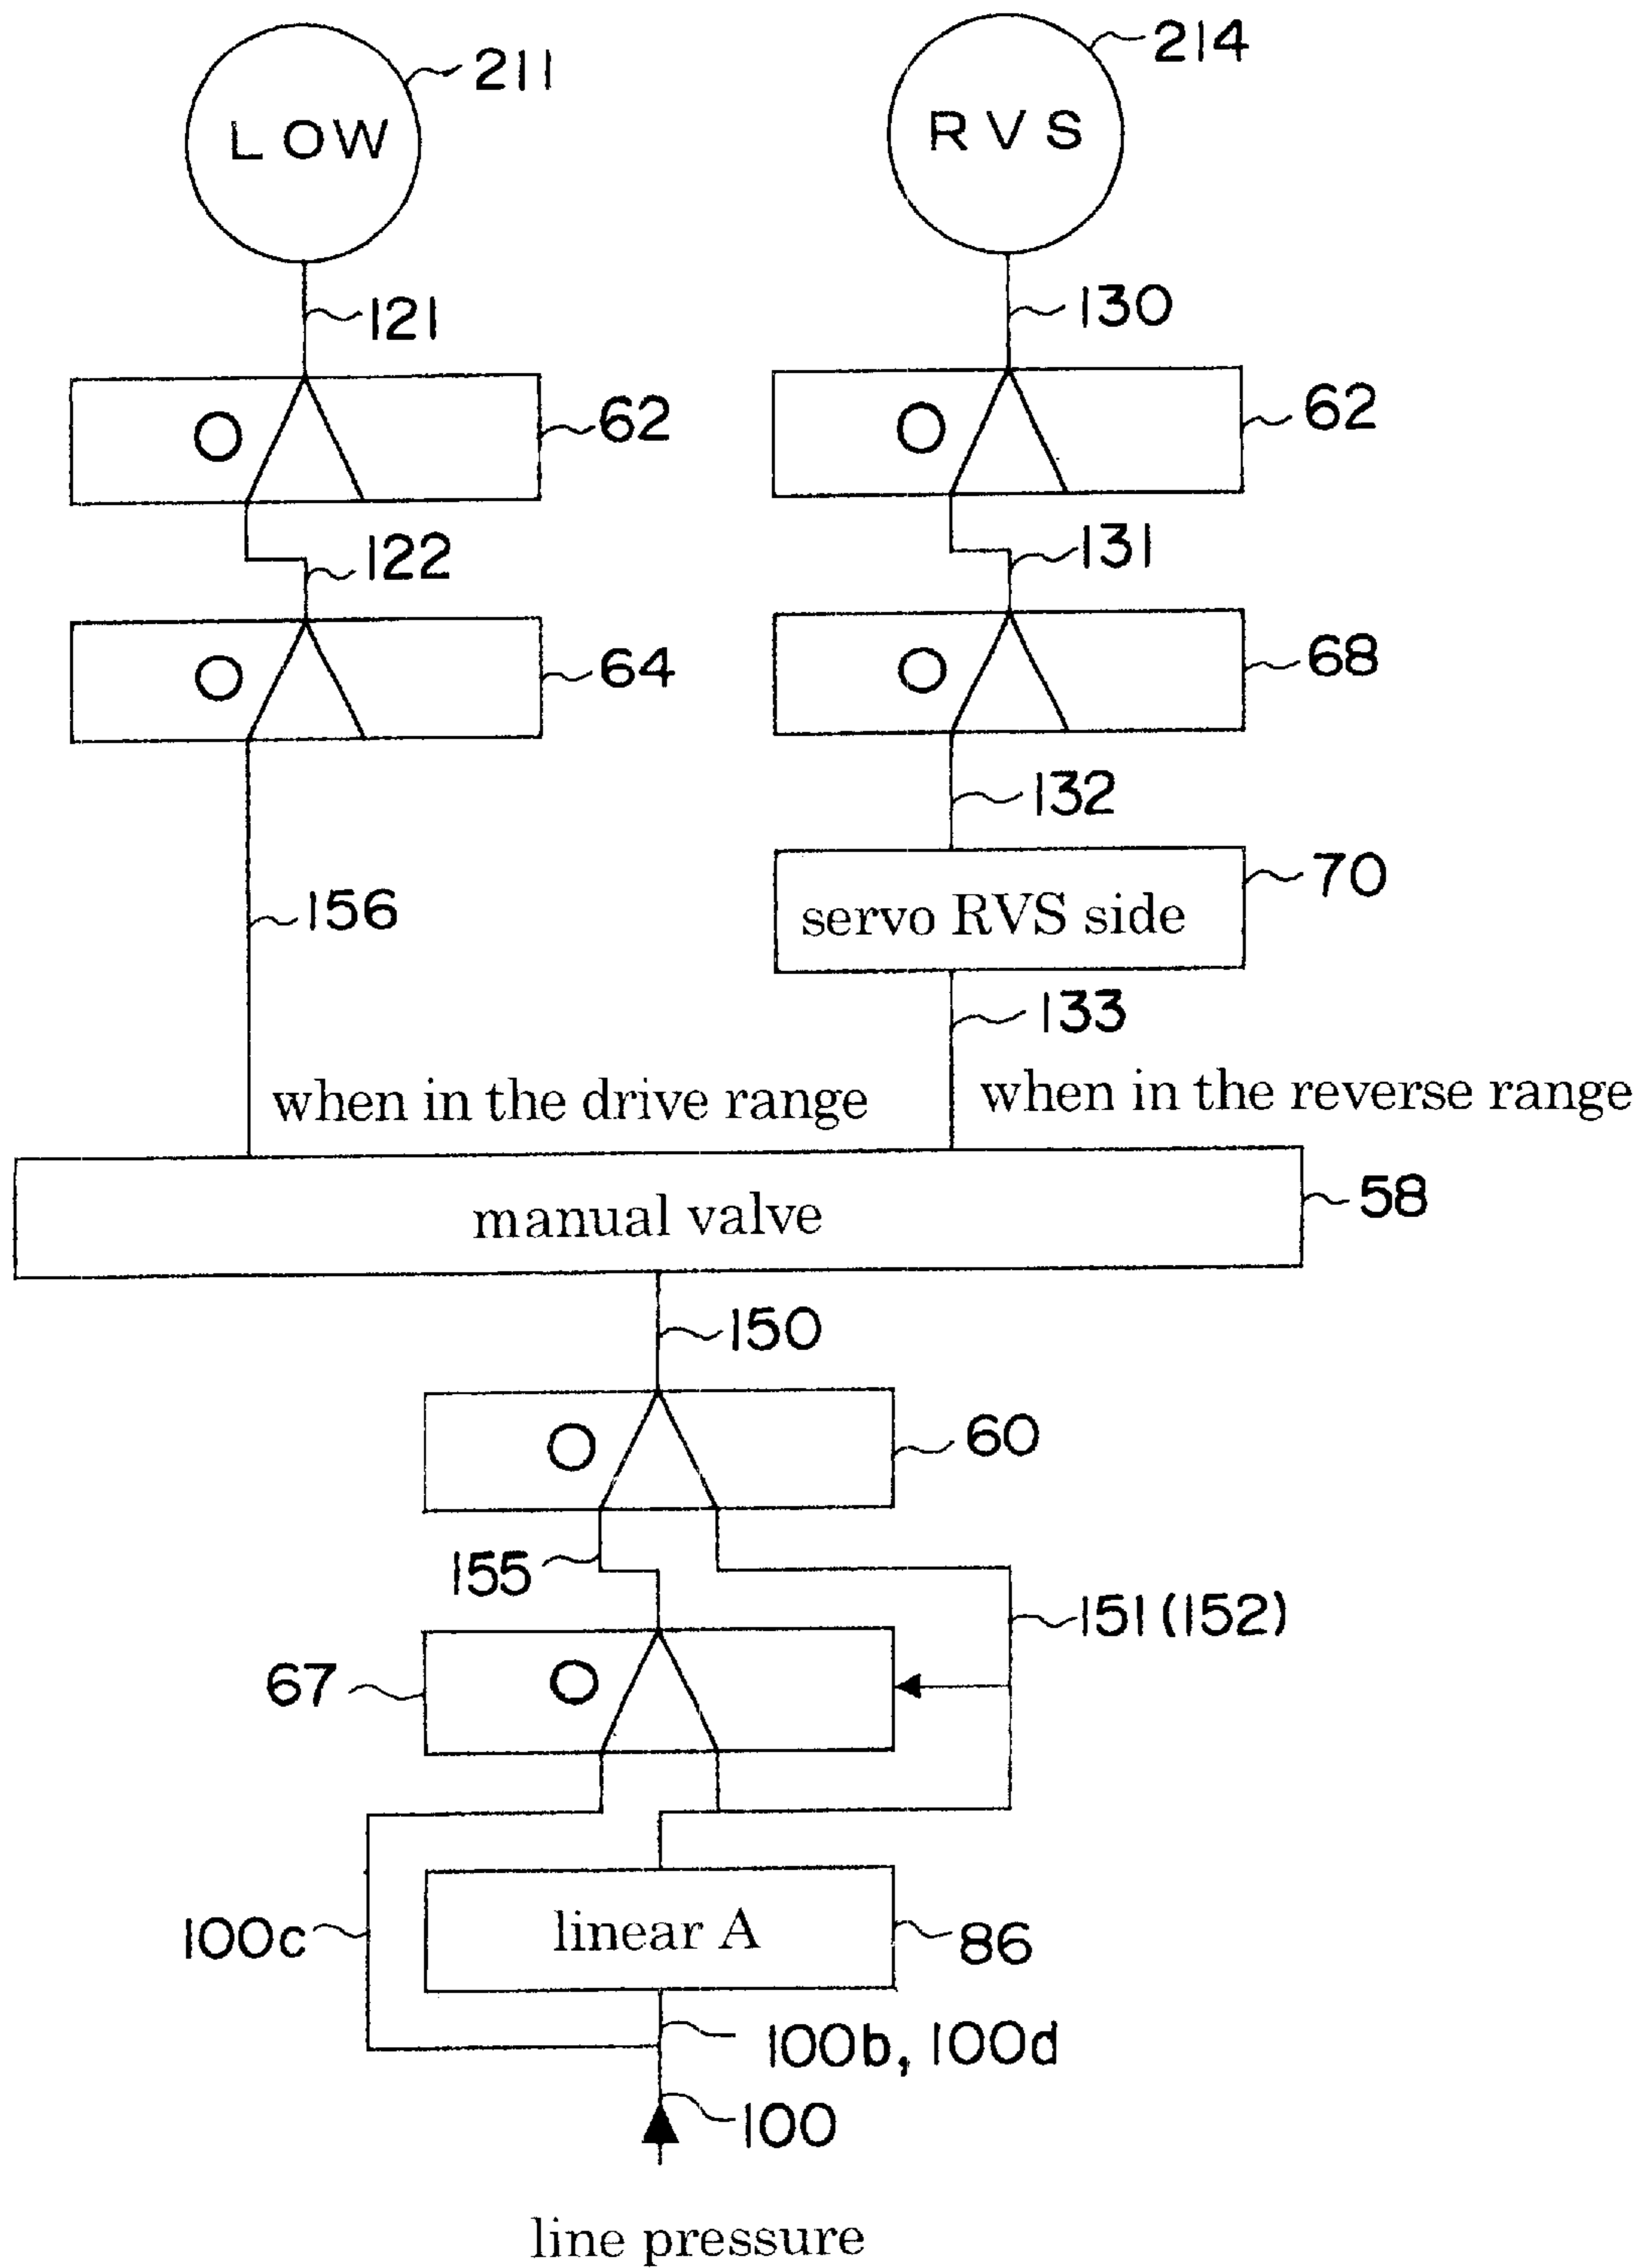 214
211
LOW
RVS
130
121
62
62
131
122
68
64
132
70
156
servo RVS side
133
when in the drive range
when in the reverse range
58
manual valve
150
60
155
151 (152)
67
100c
linear A
86
100b, 100d
100
line pressure